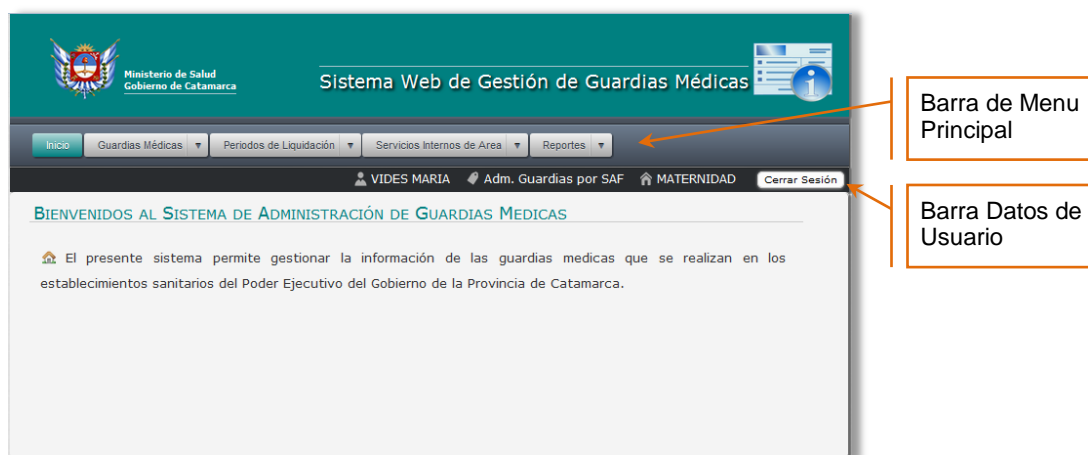 Ministerio de Salud
Gobierno de Catamarca
Sistema Web de Gestión de Guardias Médicas
Inicio Guardias Médicas Periodos de Liquidación Servicios Internos de Area Reportes
VIDES MARIA Adm. Guardias por SAF MATERNIDAD Cerrar Sesión
BIENVENIDOS AL SISTEMA DE ADMINISTRACIÓN DE GUARDIAS MEDICAS
El presente sistema permite gestionar la información de las guardias medicas que se realizan en los
establecimientos sanitarios del Poder Ejecutivo del Gobierno de la Provincia de Catamarca.
Barra de Menu
Principal
Barra Datos de
Usuario